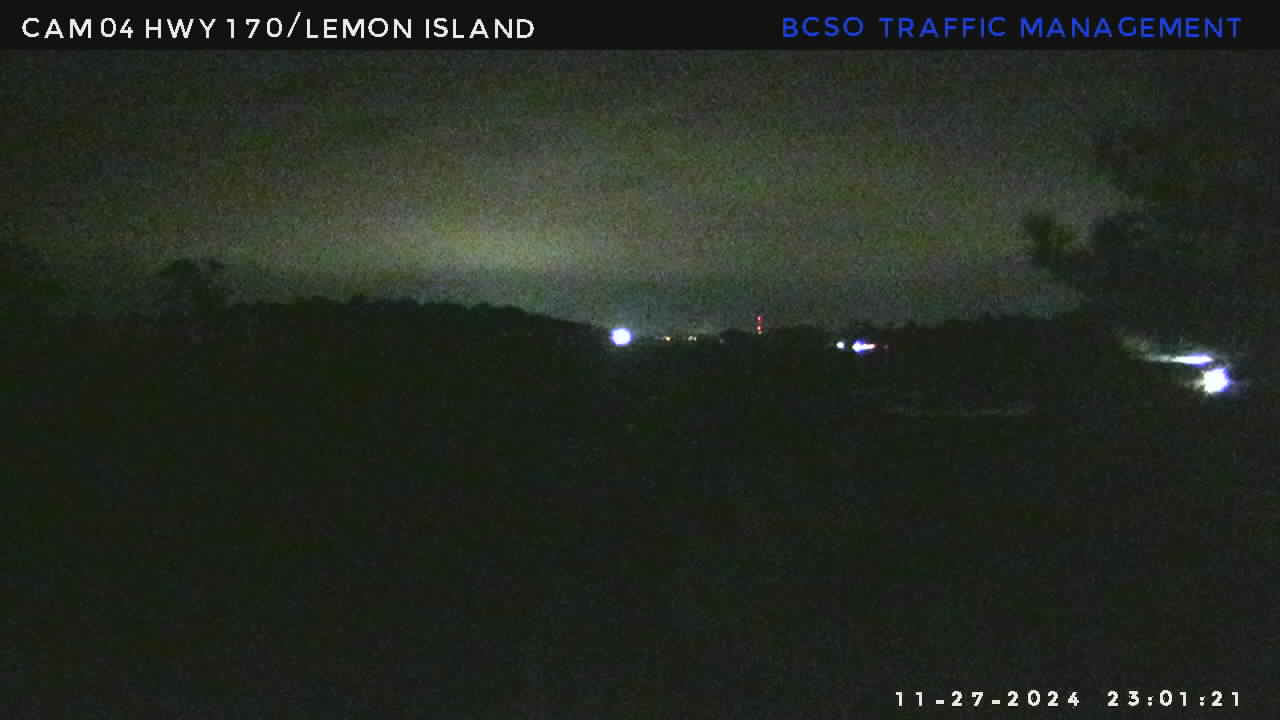 CAM04 HWY 170/LEMON ISLAND
BCSO TRAFFIC MANAGEMENT
11-27-2024 23:01:21